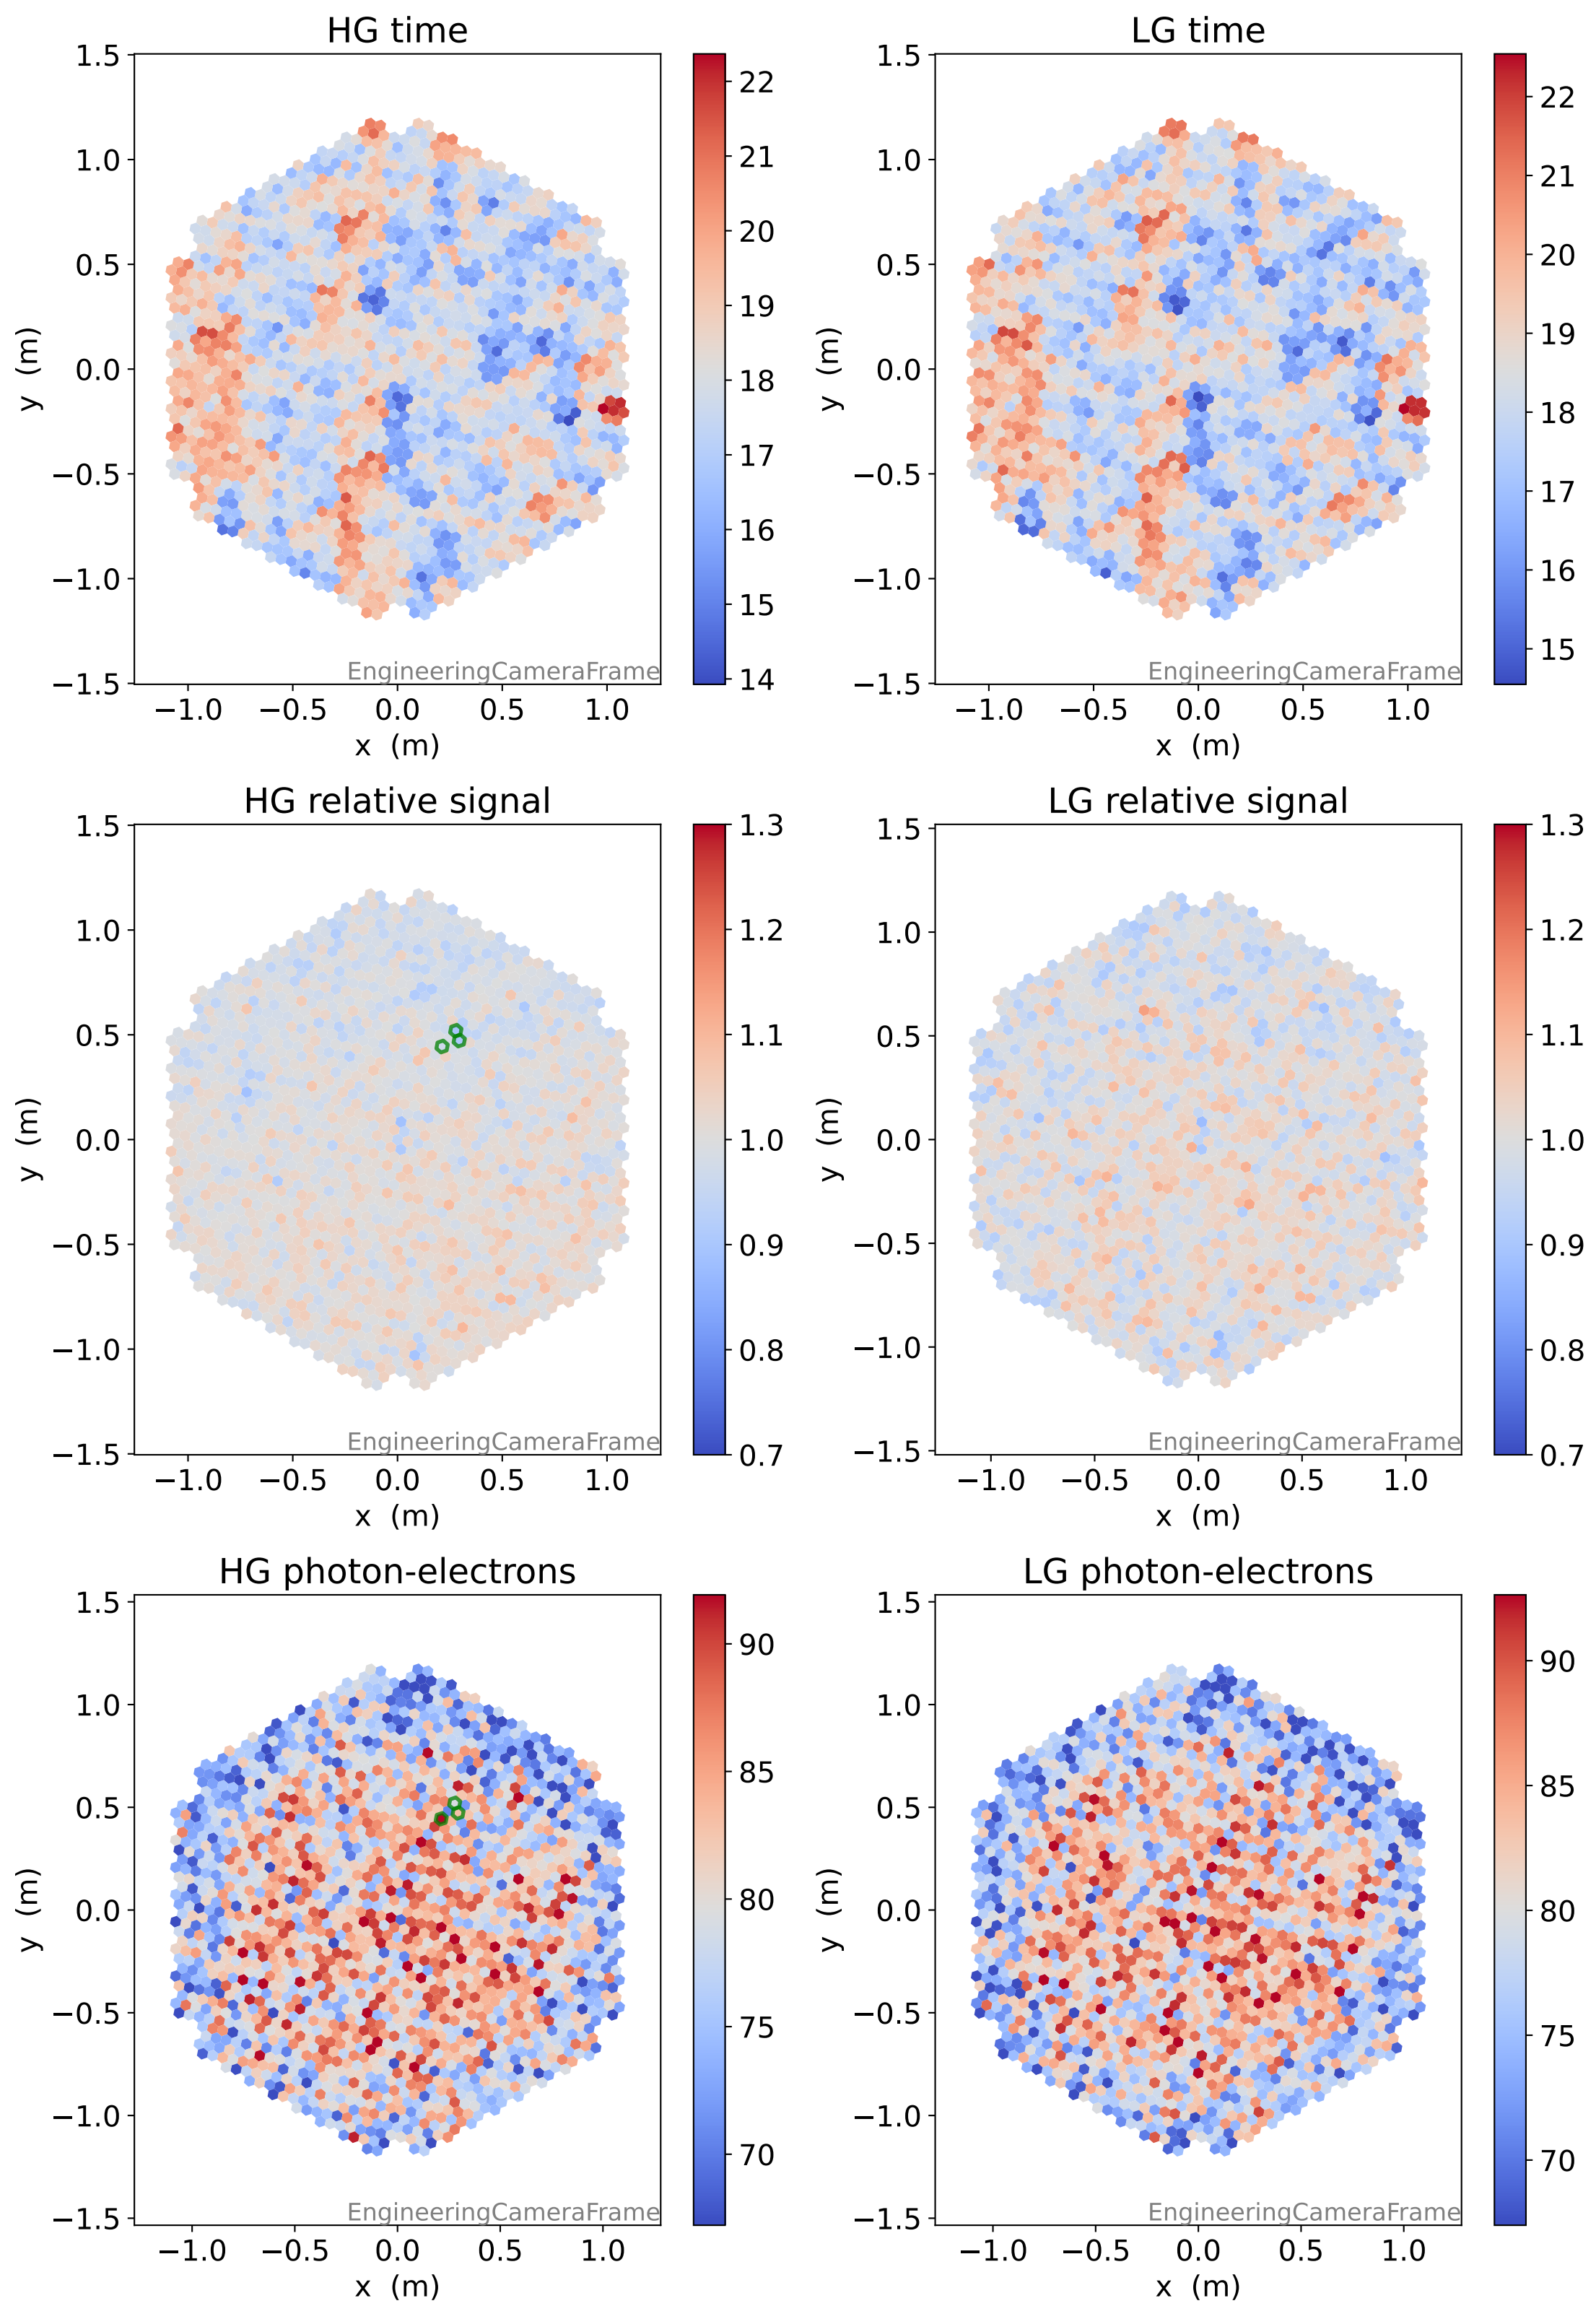 HG time
1.5
1.0
0.5
0.0
−0.5
−1.0
−1.5
y (m)
−1.0 −0.5 0.0 0.5 1.0
x (m)
EngineeringCameraFrame
22
21
20
19
18
17
16
15
14
LG time
1.5
1.0
0.5
0.0
−0.5
−1.0
−1.5
y (m)
−1.0 −0.5 0.0 0.5 1.0
x (m)
EngineeringCameraFrame
22
21
20
19
18
17
16
15
HG relative signal
1.5
1.0
0.5
0.0
−0.5
−1.0
−1.5
y (m)
−1.0 −0.5 0.0 0.5 1.0
x (m)
EngineeringCameraFrame
1.3
1.2
1.1
1.0
0.9
0.8
0.7
LG relative signal
1.5
1.0
0.5
0.0
−0.5
−1.0
−1.5
y (m)
−1.0 −0.5 0.0 0.5 1.0
x (m)
EngineeringCameraFrame
1.3
1.2
1.1
1.0
0.9
0.8
0.7
HG photon-electrons
1.5
1.0
0.5
0.0
−0.5
−1.0
−1.5
y (m)
−1.0 −0.5 0.0 0.5 1.0
x (m)
EngineeringCameraFrame
90
85
80
75
70
LG photon-electrons
1.5
1.0
0.5
0.0
−0.5
−1.0
−1.5
y (m)
−1.0 −0.5 0.0 0.5 1.0
x (m)
EngineeringCameraFrame
90
85
80
75
70